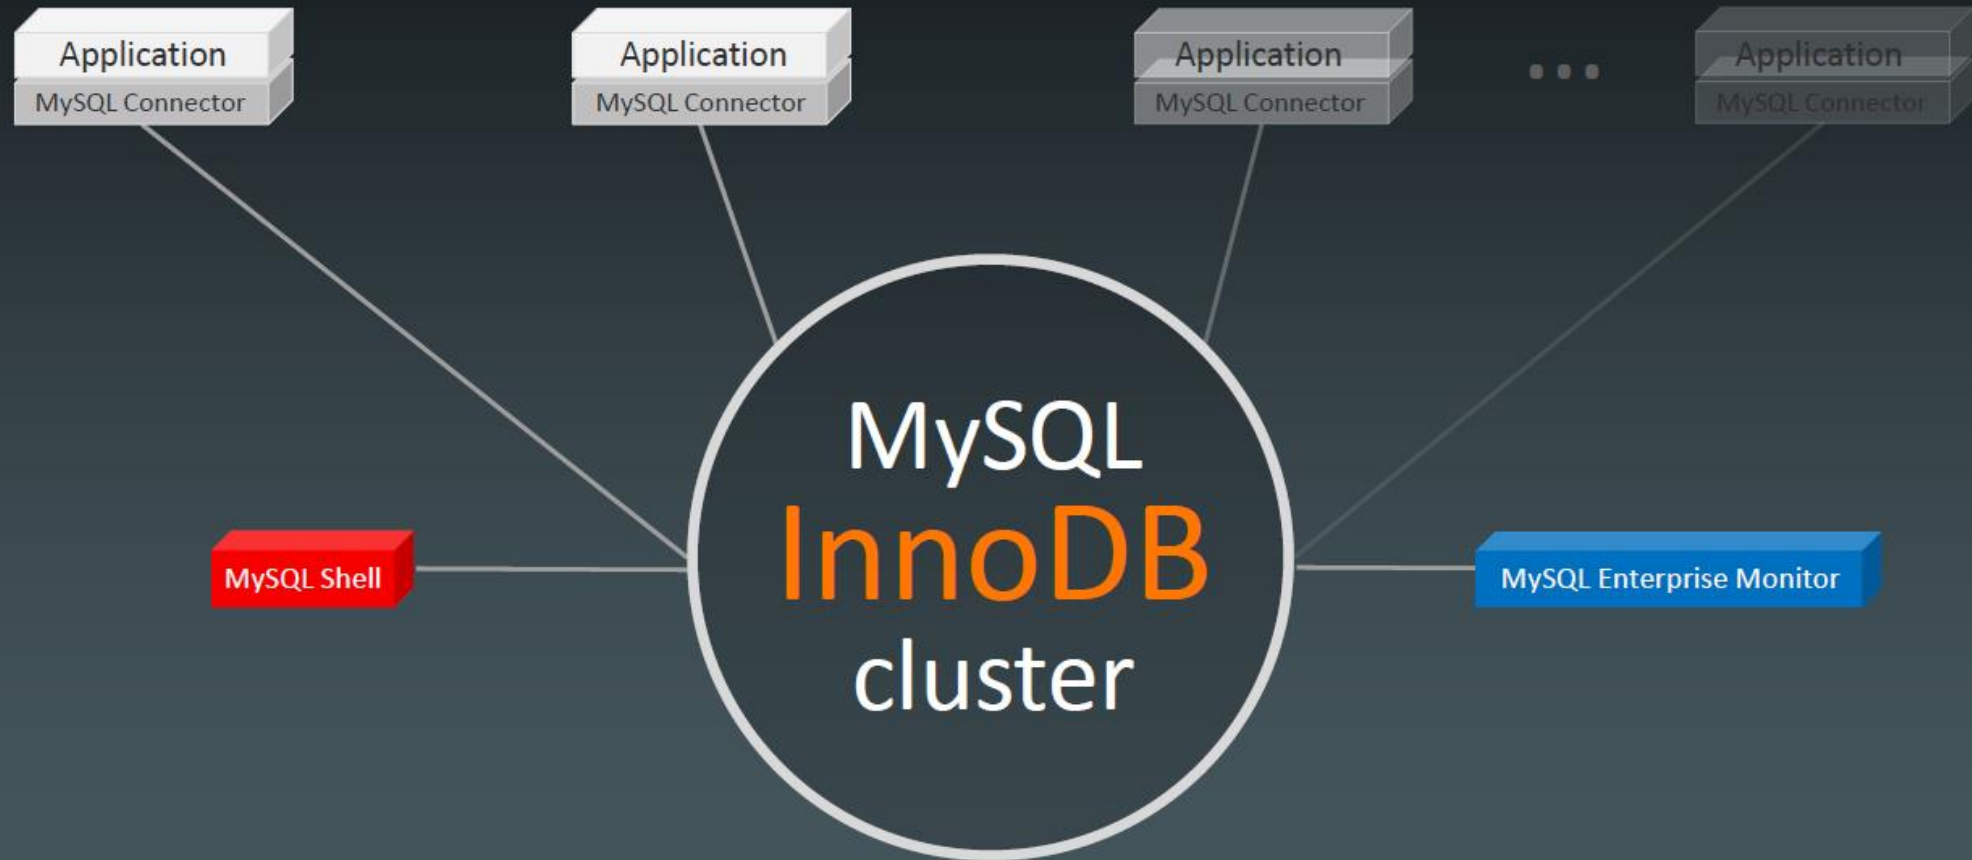 Application
MySQL Connector
Application
MySQL Connector
Application
MySQL Connector
...
Application
MySQL Connector
MySQL
InnoDB
cluster
MySQL Shell
MySQL Enterprise Monitor